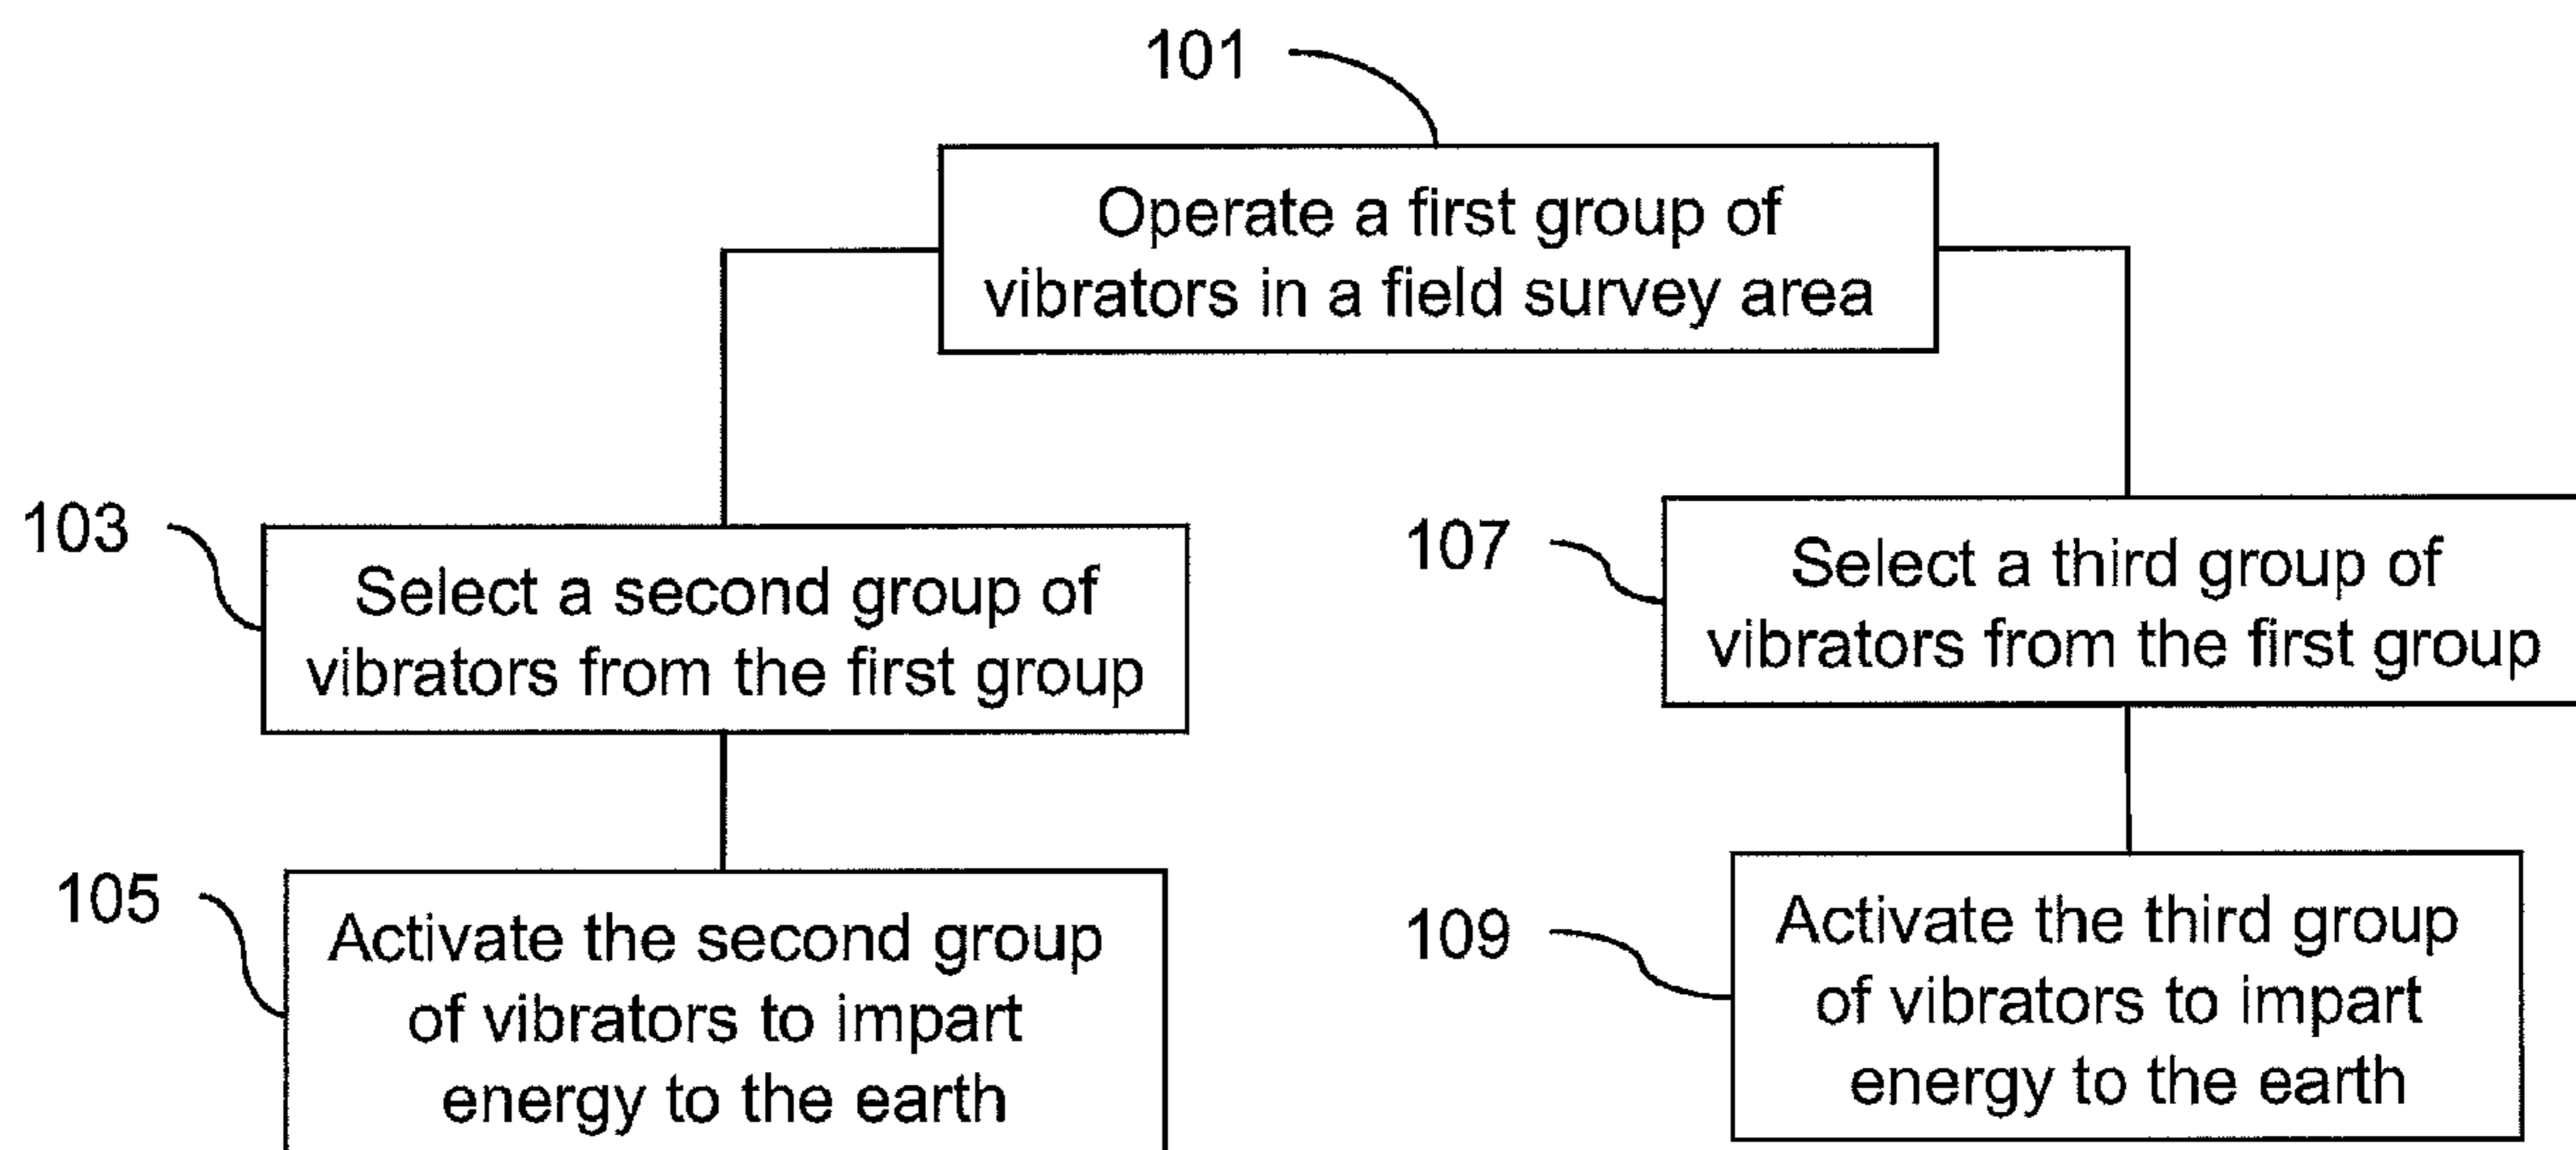 101
Operate a first group of
vibrators in a field survey area
103
Select a second group of
vibrators from the first group
107
Select a third group of
vibrators from the first group
105
Activate the second group
of vibrators to impart
energy to the earth
109
Activate the third group
of vibrators to impart
energy to the earth